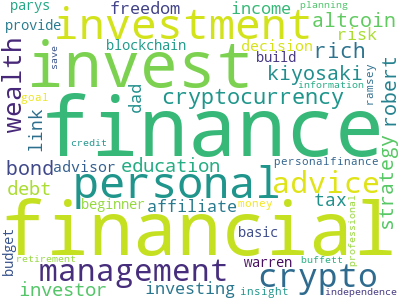 parys freedom income planning
provide investment altcoin
blockchain decision risk
wealth save invest build rich
dad kiyosaki robert
link cryptocurrency ramsey information
finance
credit
bond advisor education personalfinance
debt personal advice strategy
goal beginner affiliate tax money professional
financial
budget basic warren
management crypto
retirement investor investing insight buffett independence